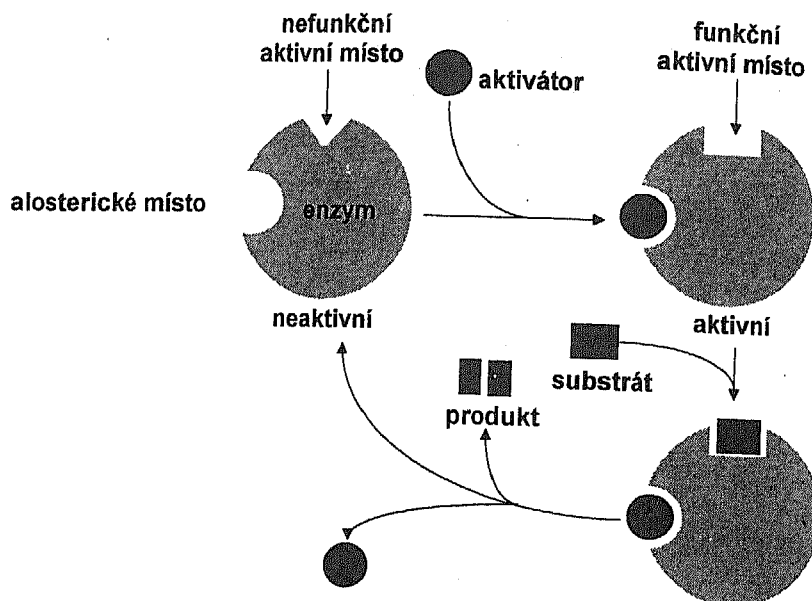 nefunkční
aktivní místo
aktivátor
funkční
aktivní místo
alosterické místo
enzym
neaktivní
aktivní
substrát
produkt